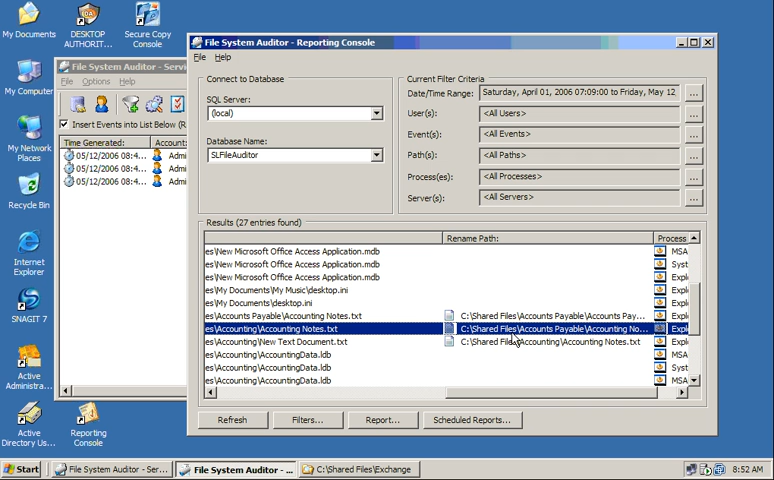 My Documents
DESKTOP AUTHORIT...
Secure Copy Console
My Computer
My Network Places
Recycle Bin
Internet Explorer
SNAGIT 7
Active Administra...
Active Directory Us...
Reporting Console
File System Auditor - Servi
File Options Help
Insert Events into List Below (R
Time Generated: Account:
05/12/2006 08:4... Admi
05/12/2006 08:4... Admi
05/12/2006 08:4... Admi
File System Auditor - Reporting Console
File Help
Connect to Database
SQL Server:
(local)
Database Name:
SLFileAuditor
Current Filter Criteria
Date/Time Range: Saturday, April 01, 2006 07:09:00 to Friday, May 12 ...
User(s): <All Users> ...
Event(s): <All Events> ...
Path(s): <All Paths> ...
Process(es): <All Processes> ...
Server(s): <All Servers> ...
Results (27 entries found)
Rename Path: Process
es\New Microsoft Office Access Application.mdb MSA
es\New Microsoft Office Access Application.mdb Syst
es\New Microsoft Office Access Application.mdb MSA
es\My Documents\My Music\desktop.ini Expl
es\My Documents\desktop.ini Expl
es\Accounts Payable\Accounting Notes.txt C:\Shared Files\Accounts Payable\Accounts Pay... Expl
es\Accounting\Accounting Notes.txt C:\Shared Files\Accounts Payable\Accounting No... Expl
es\Accounting\New Text Document.txt C:\Shared Files\Accounting\Accounting Notes.txt Expl
es\Accounting\AccountingData.ldb MSA
es\Accounting\AccountingData.ldb Syst
es\Accounting\AccountingData.ldb MSA
Refresh Filters... Report... Scheduled Reports...
Start File System Auditor - Ser... File System Auditor - ... C:\Shared Files\Exchange 8:52 AM